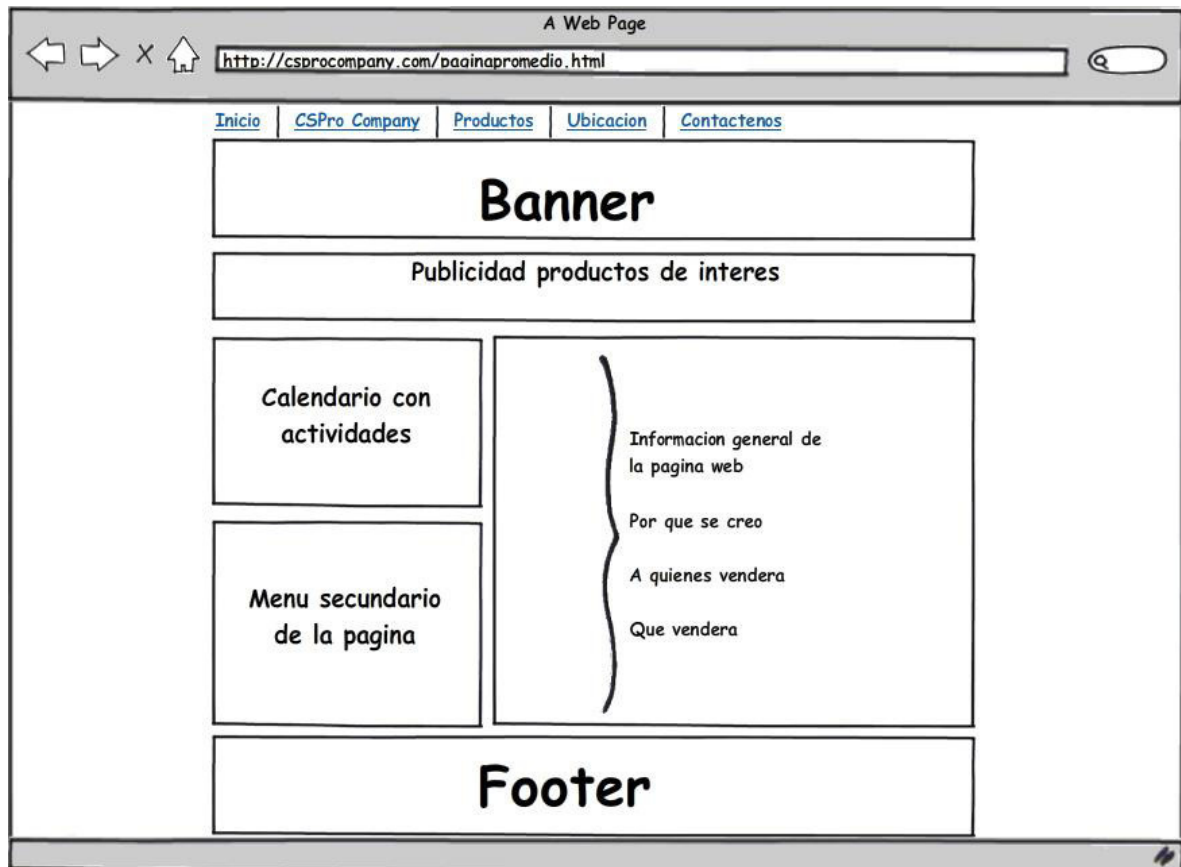 A Web Page
http://csprocompany.com/paginapromedio.html
Inicio CSPro Company Productos Ubicacion Contactenos
Banner
Publicidad productos de interes
Calendario con
actividades
Menu secundario
de la pagina
Informacion general de
la pagina web
Por que se creo
A quienes vendera
Que vendera
Footer